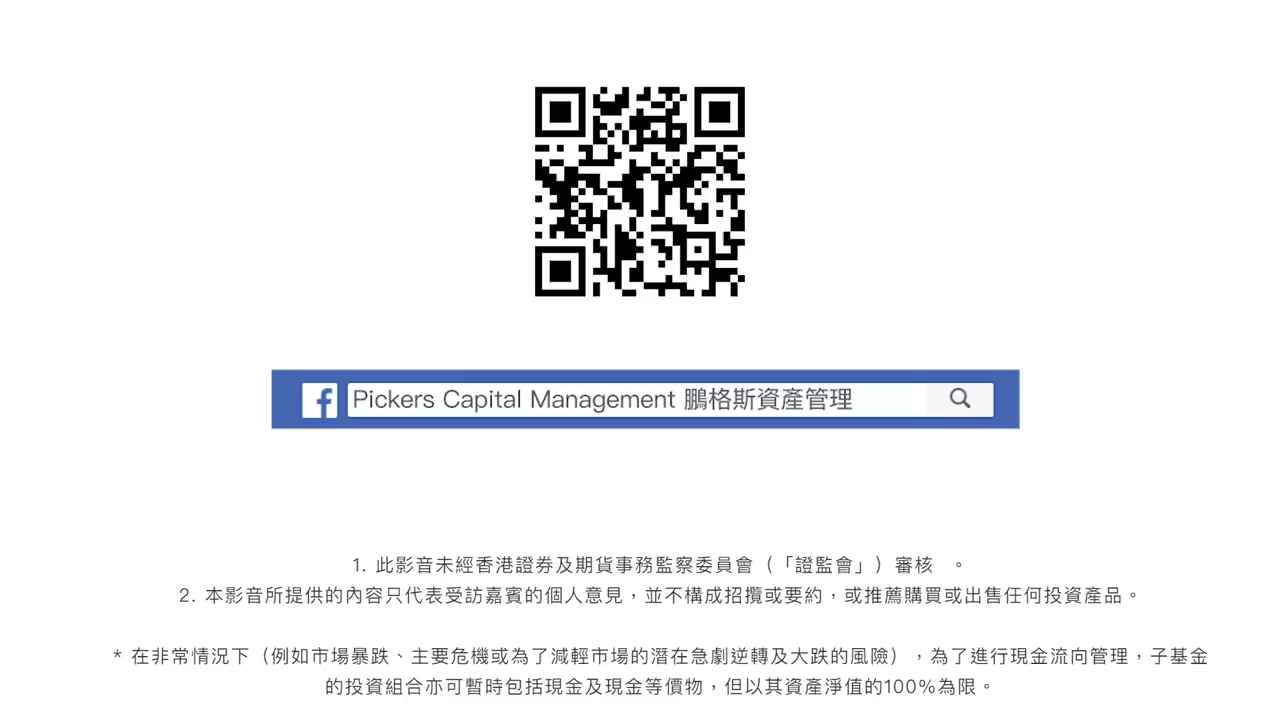 Pickers Capital Management 鵬格斯資產管理
1. 此影音未經香港證券及期貨事務監察委員會（「證監會」）審核 。
2. 本影音所提供的內容只代表受訪嘉賓的個人意見，並不構成招攬或要約，或推薦購買或出售任何投資產品。
* 在非常情況下（例如市場暴跌、主要危機或為了減輕市場的潛在急劇逆轉及大跌的風險），為了進行現金流向管理，子基金
的投資組合亦可暫時包括現金及現金等價物，但以其資產淨值的100%為限。